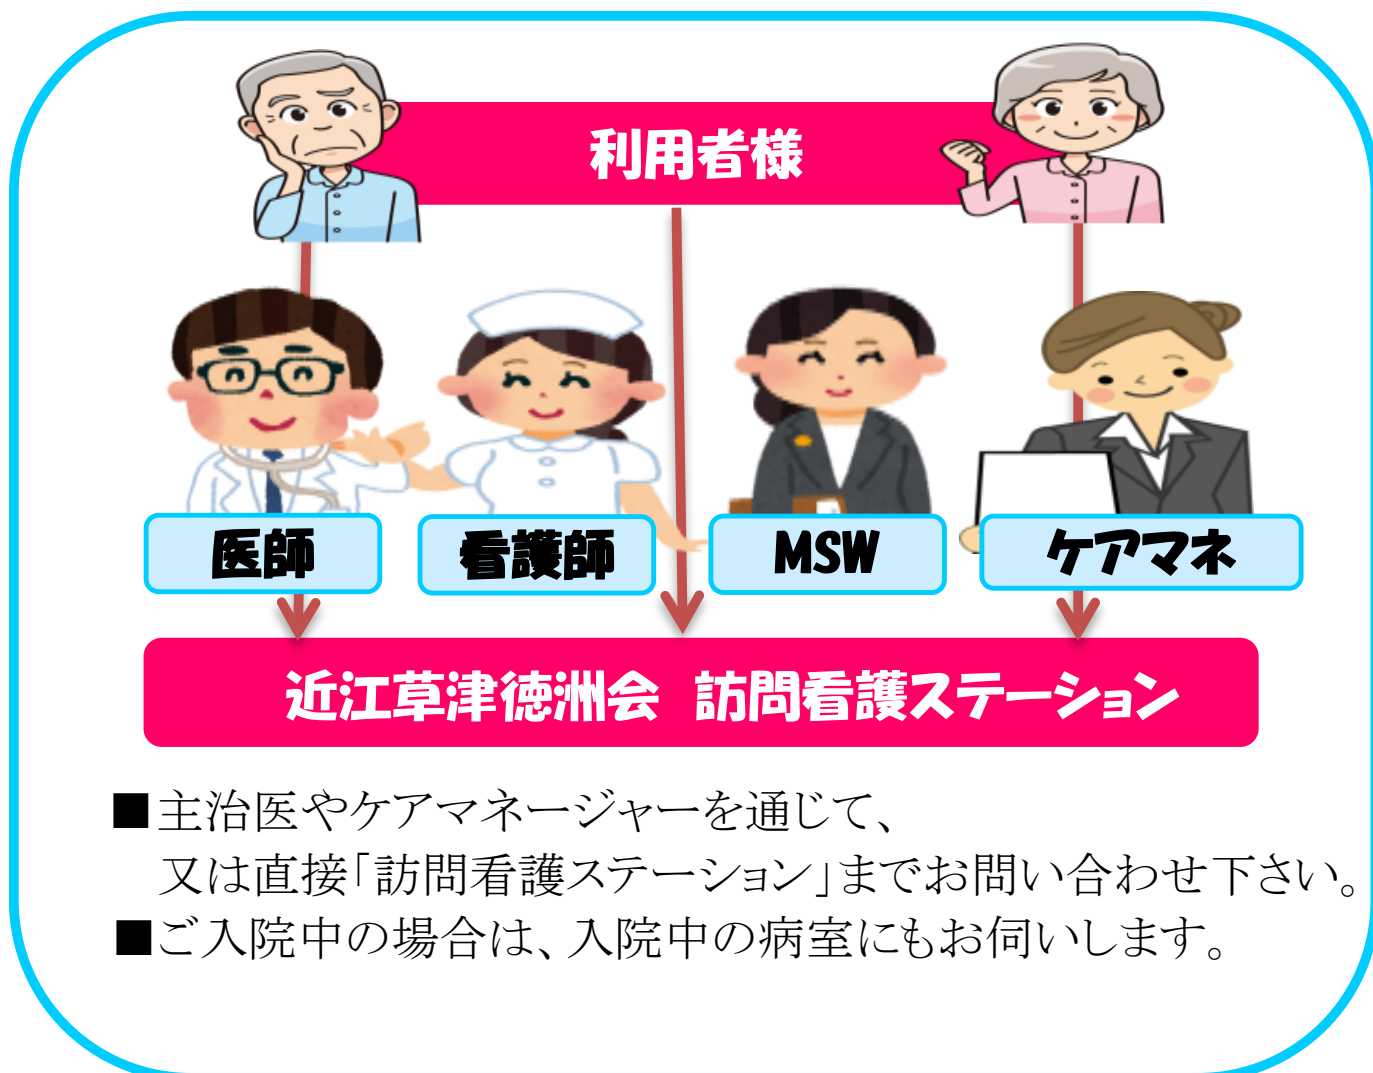 利用者様
医師
看護師
MSW
ケアマネ
近江草津徳洲会 訪問看護ステーション
■主治医やケアマネージャーを通じて、
又は直接「訪問看護ステーション」までお問い合わせ下さい。
■ご入院中の場合は、入院中の病室にもお伺いします。